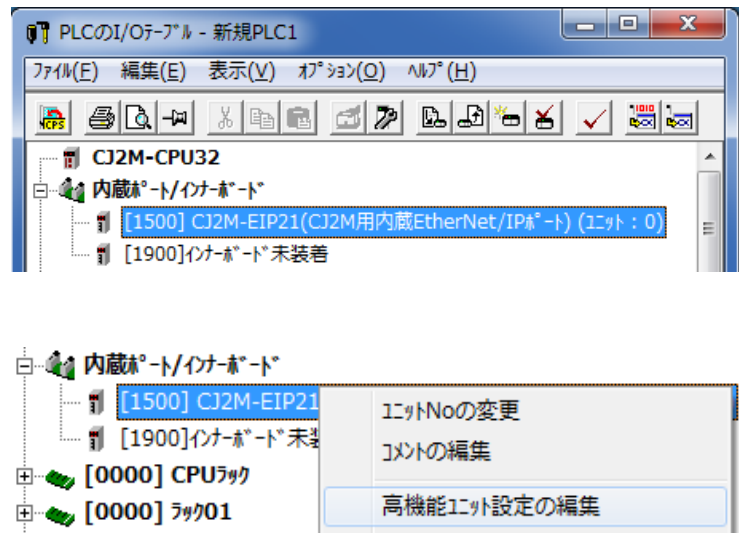 PLCのI/Oﾃｰﾌﾞﾙ - 新規PLC1
ﾌｧｲﾙ(F) 編集(E) 表示(V) ｵﾌﾟｼｮﾝ(O) ﾍﾙﾌﾟ(H)
CJ2M-CPU32
内蔵ﾎﾟｰﾄ/ｲﾝﾅｰﾎﾞｰﾄﾞ
[1500] CJ2M-EIP21(CJ2M用内蔵EtherNet/IPﾎﾟｰﾄ) (ﾕﾆｯﾄ : 0)
[1900]ｲﾝﾅｰﾎﾞｰﾄﾞ未装着
内蔵ﾎﾟｰﾄ/ｲﾝﾅｰﾎﾞｰﾄﾞ
[1500] CJ2M-EIP21
ﾕﾆｯﾄNoの変更
[1900]ｲﾝﾅｰﾎﾞｰﾄﾞ未
ｺﾒﾝﾄの編集
[0000] CPUﾗｯｸ
[0000] ﾗｯｸ01
高機能ﾕﾆｯﾄ設定の編集